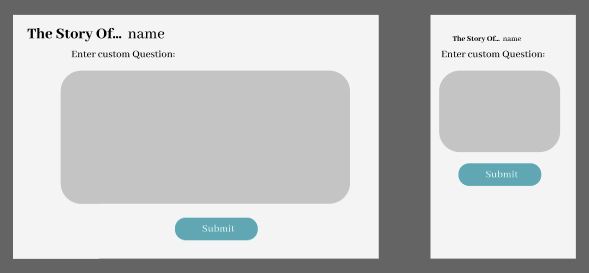 The Story Of... name
Enter custom Question:
Submit
The Story Of... name
Enter custom Question:
Submit